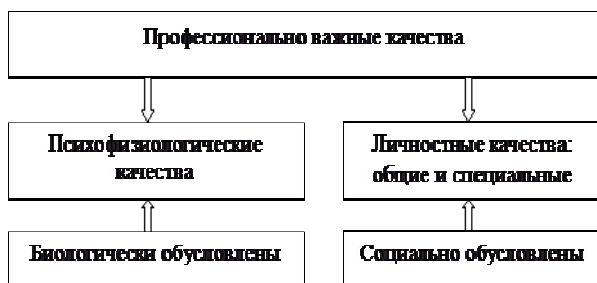 Профессионально важные качества
Психофизиологические
качества
Личностные качества:
общие и специальные
Биологически обусловлены
Социально обусловлены